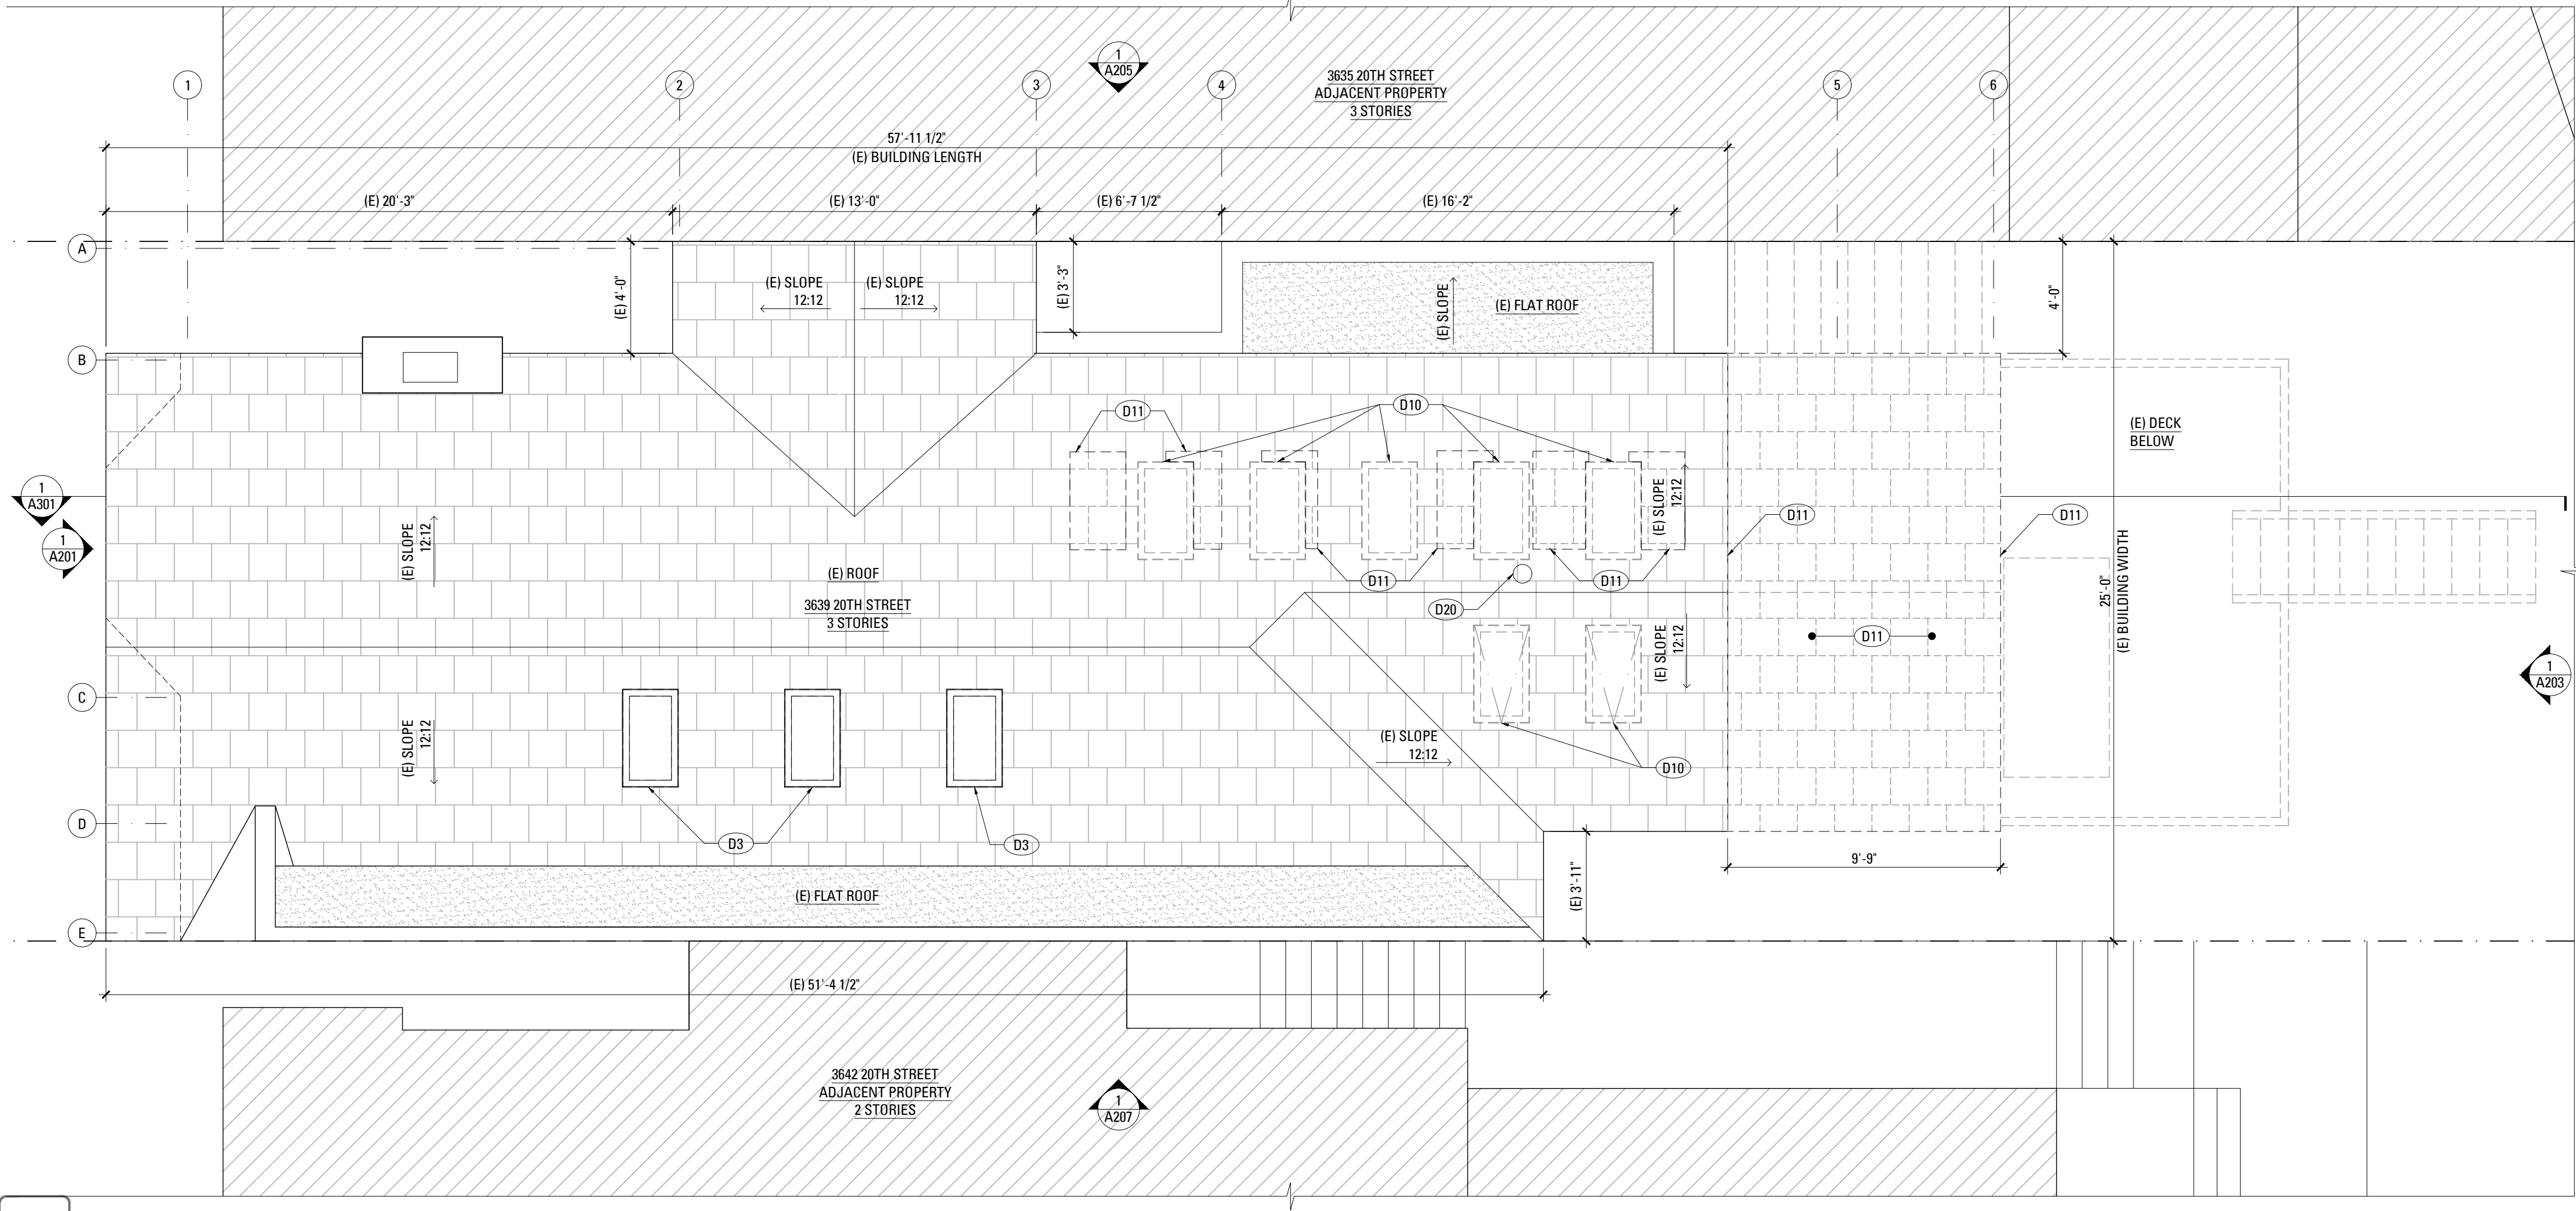 1
A205
3635 20TH STREET
ADJACENT PROPERTY
3 STORIES
1
2
3
4
5
6
57'-11 1/2"
(E) BUILDING LENGTH
(E) 20'-3"
(E) 13'-0"
(E) 6'-7 1/2"
(E) 16'-2"
A
(E) 4'-0"
(E) SLOPE
12:12
(E) SLOPE
12:12
(E) 3'-3"
(E) SLOPE
(E) FLAT ROOF
4'-0"
B
D11
D10
(E) DECK
BELOW
1
A301
1
A201
(E) SLOPE
12:12
(E) SLOPE
12:12
D11
D11
(E) ROOF
3639 20TH STREET
3 STORIES
D11
D11
D20
25'-0"
(E) BUILDING WIDTH
(E) SLOPE
12:12
D11
1
A203
C
(E) SLOPE
12:12
(E) SLOPE
12:12
D10
D
D3
D3
9'-9"
(E) FLAT ROOF
(E) 3'-11"
E
(E) 51'-4 1/2"
3642 20TH STREET
ADJACENT PROPERTY
2 STORIES
1
A207